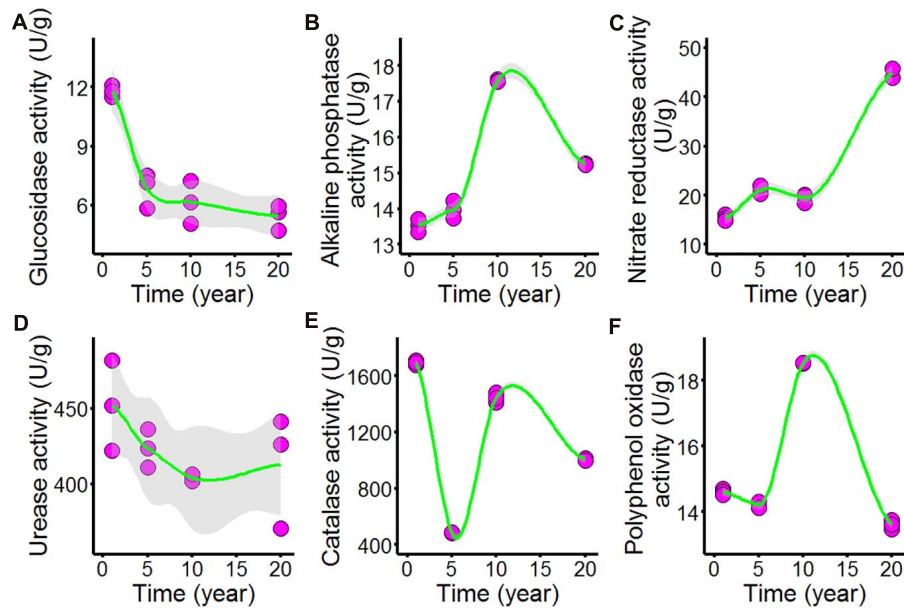 A
Glucosidase activity (U/g)
12
9
6
0 5 10 15 20
Time (year)
B
Alkaline phosphatase
activity (U/g)
18
17
16
15
14
13
0 5 10 15 20
Time (year)
C
Nitrate reductase activity
(U/g)
50
40
30
20
10
0 5 10 15 20
Time (year)
D
Urease activity (U/g)
450
400
0 5 10 15 20
Time (year)
E
Catalase activity (U/g)
1600
1200
800
400
0 5 10 15 20
Time (year)
F
Polyphenol oxidase
activity (U/g)
18
16
14
0 5 10 15 20
Time (year)